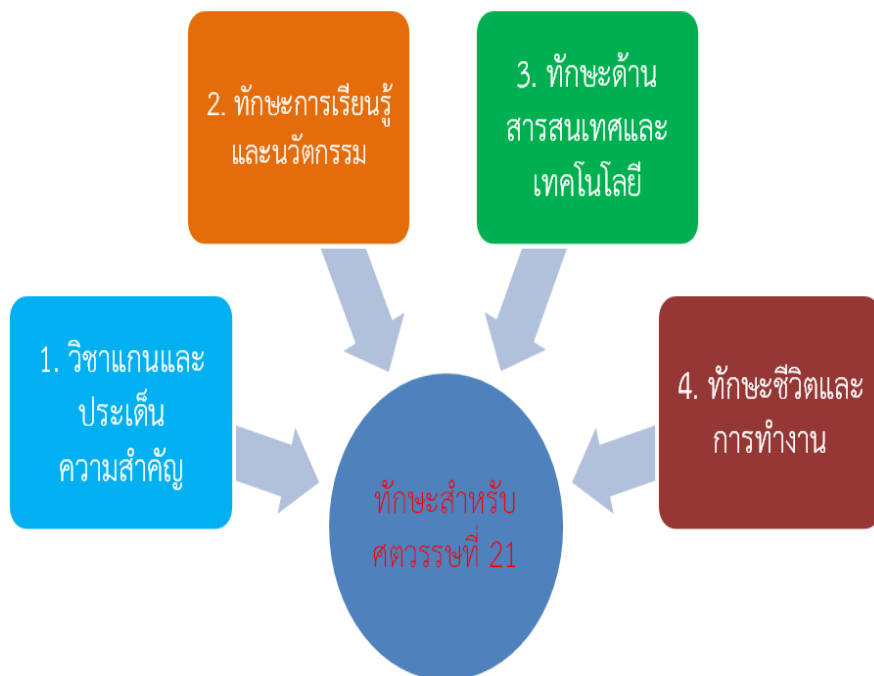 1. วิชาแกนและ
ประเด็น
ความสำคัญ
2. ทักษะการเรียนรู้
และนวัตกรรม
3. ทักษะด้าน
สารสนเทศและ
เทคโนโลยี
4. ทักษะชีวิตและ
การทำงาน
ทักษะสำหรับ
ศตวรรษที่ 21